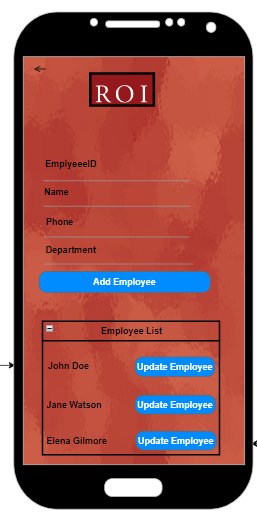 ROI
EmplyeeeID
Name
Phone
Department
Add Employee
Employee List
John Doe Update Employee
Jane Watson Update Employee
Elena Gilmore Update Employee